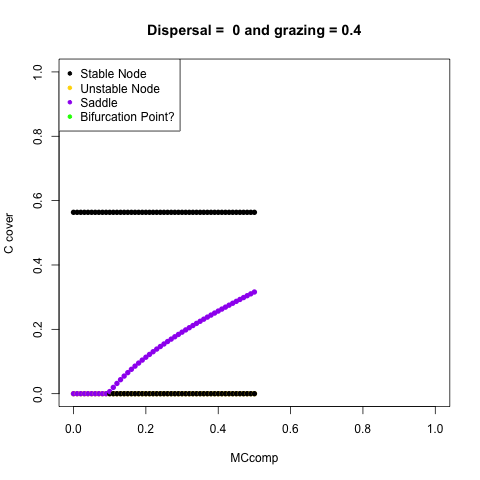 Dispersal =  0 and grazing = 0.4
Stable Node
Unstable Node
Saddle
Bifurcation Point?
1.0
0.8
0.6
0.4
0.2
0.0
C cover
0.0 0.2 0.4 0.6 0.8 1.0
MCcomp